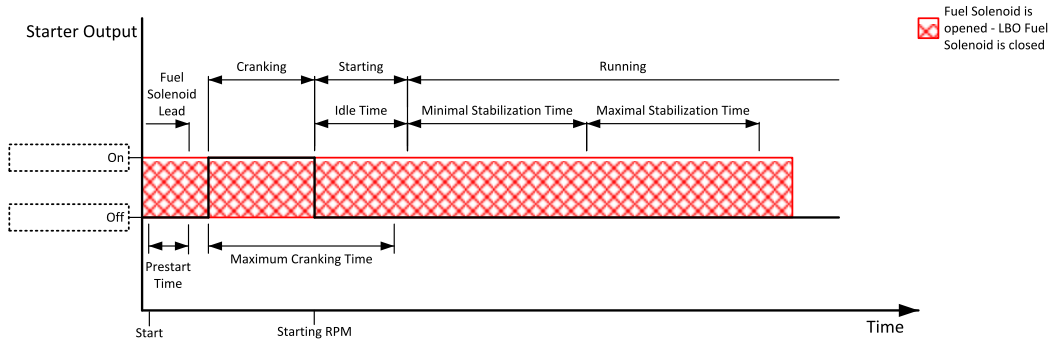 Starter Output
Fuel Solenoid is
opened - LBO Fuel
Solenoid is closed
Cranking
Starting
Running
Fuel
Solenoid
Lead
Idle Time
Minimal Stabilization Time
Maximal Stabilization Time
On
Off
Prestart
Time
Maximum Cranking Time
Start
Starting RPM
Time